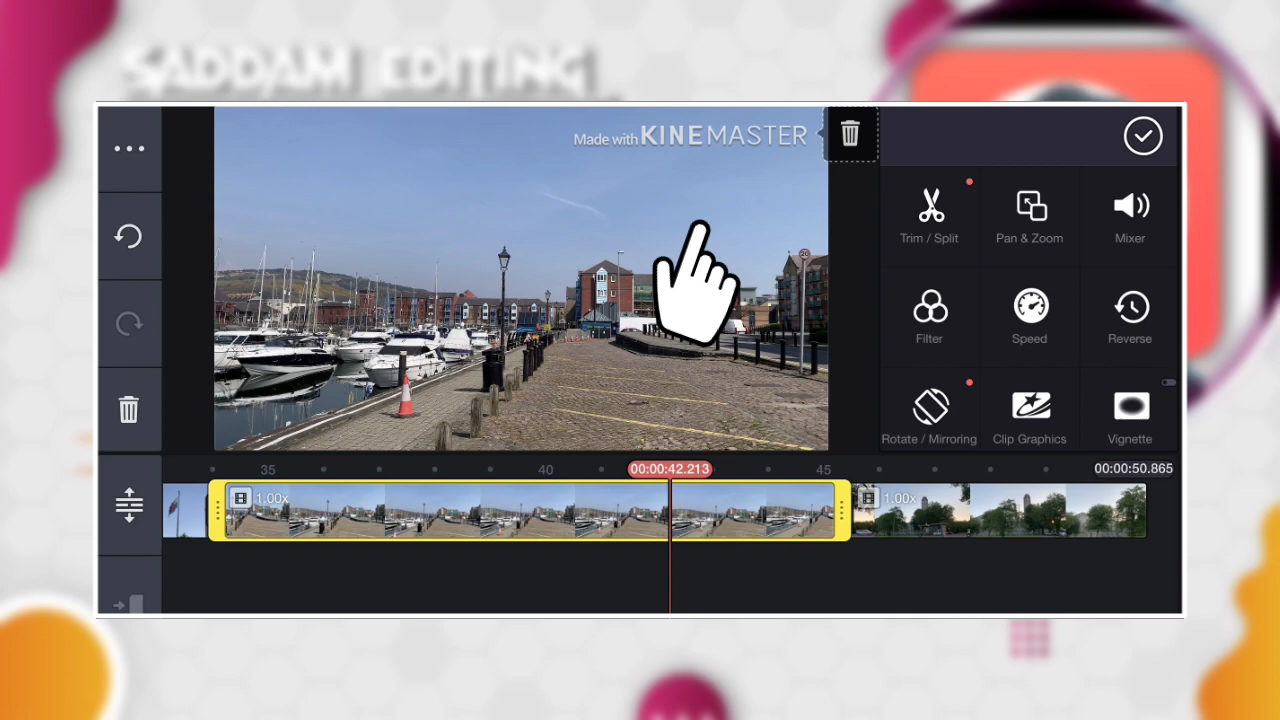 SADDAM EDITING
Made with KINEMASTER
Trim / Split
Pan & Zoom
Mixer
Filter
Speed
Reverse
Rotate / Mirroring
Clip Graphics
Vignette
35
40
00:00:42.213
45
00:00:50.865
1.00x
1.00x
20